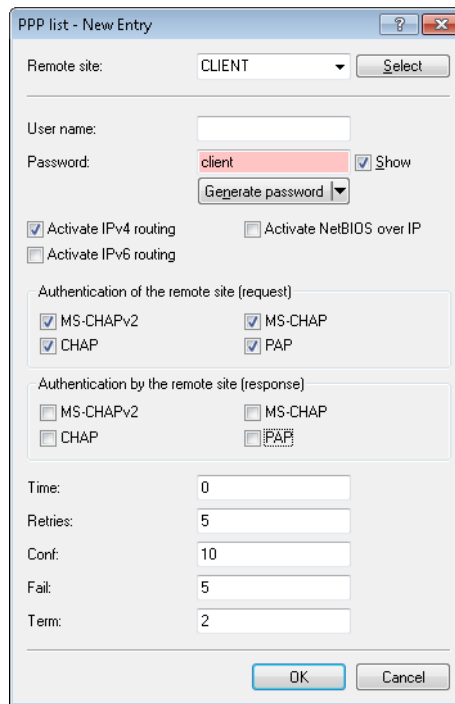 PPP list - New Entry
Remote site: CLIENT Select
User name:
Password: client Show
Generate password
Activate IPv4 routing Activate NetBIOS over IP
Activate IPv6 routing
Authentication of the remote site (request)
MS-CHAPv2 MS-CHAP
CHAP PAP
Authentication by the remote site (response)
MS-CHAPv2 MS-CHAP
CHAP PAP
Time: 0
Retries: 5
Conf: 10
Fail: 5
Term: 2
OK Cancel